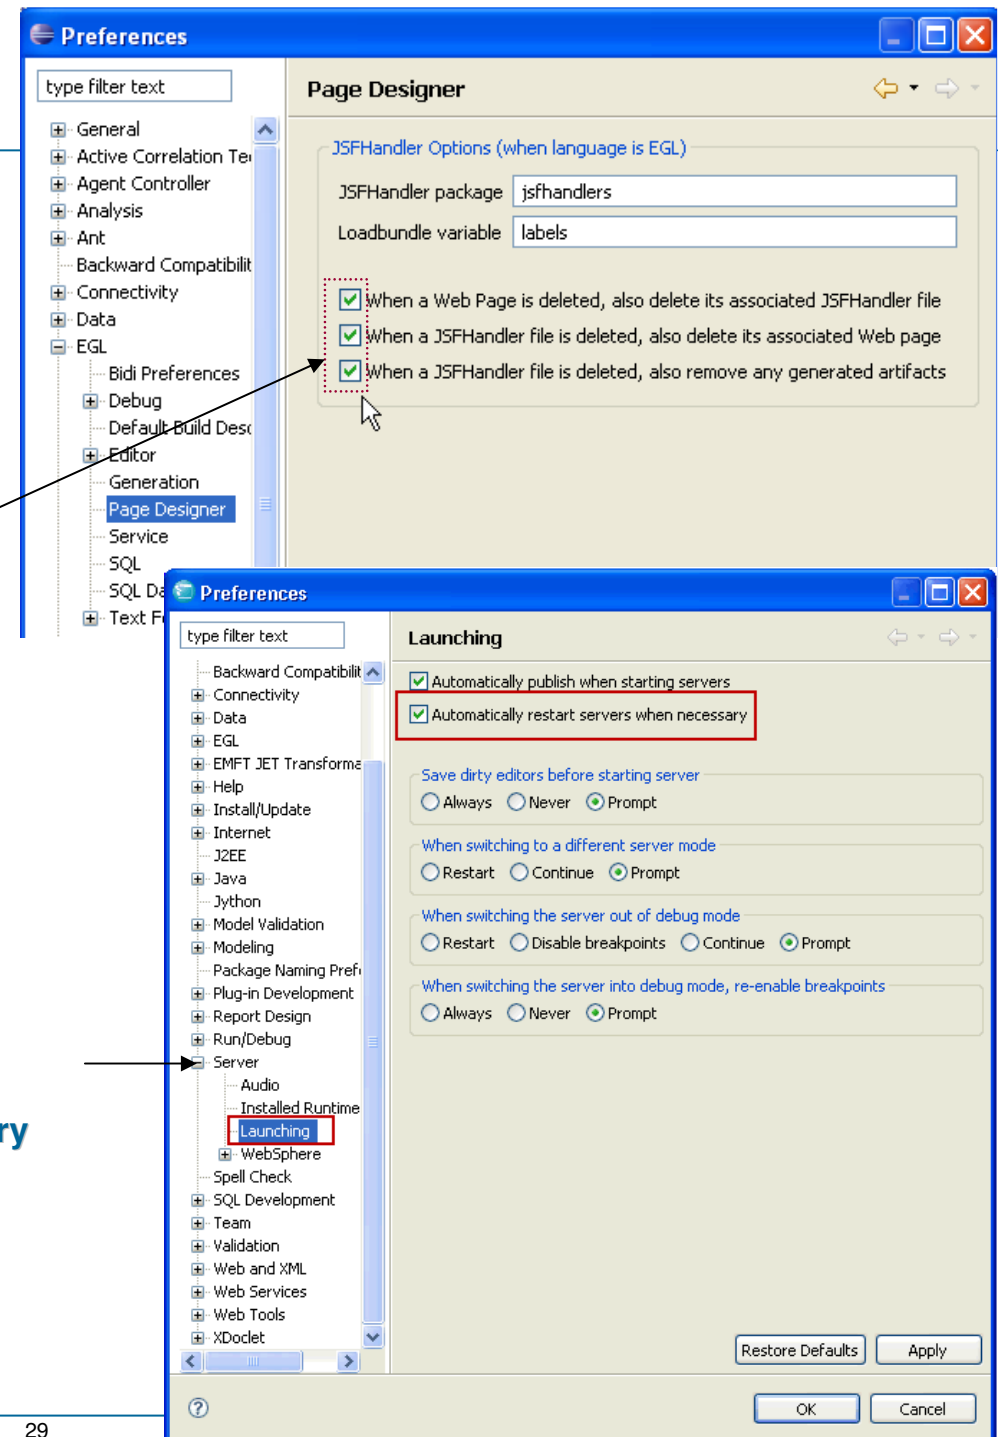 Preferences
type filter text
Page Designer
General
Active Correlation Te
Agent Controller
Analysis
Ant
Backward Compatibilit
Connectivity
Data
EGL
Bidi Preferences
Debug
Default Build Desc
Editor
Generation
Page Designer
Service
SQL
SQL Da
Text F
JSFHandler Options (when language is EGL)
JSFHandler package jsfhandlers
Loadbundle variable labels
When a Web Page is deleted, also delete its associated JSFHandler file
When a JSFHandler file is deleted, also delete its associated Web page
When a JSFHandler file is deleted, also remove any generated artifacts
Preferences
type filter text
Launching
Backward Compatibilit
Connectivity
Data
EGL
EMFT JET Transforma
Help
Install/Update
Internet
J2EE
Java
Jython
Model Validation
Modeling
Package Naming Pref
Plug-in Development
Report Design
Run/Debug
Server
Audio
Installed Runtime
Launching
WebSphere
Spell Check
SQL Development
Team
Validation
Web and XML
Web Services
Web Tools
XDoclet
Automatically publish when starting servers
Automatically restart servers when necessary
Save dirty editors before starting server
Always Never Prompt
When switching to a different server mode
Restart Continue Prompt
When switching the server out of debug mode
Restart Disable breakpoints Continue Prompt
When switching the server into debug mode, re-enable breakpoints
Always Never Prompt
Restore Defaults Apply
OK Cancel
ry
29